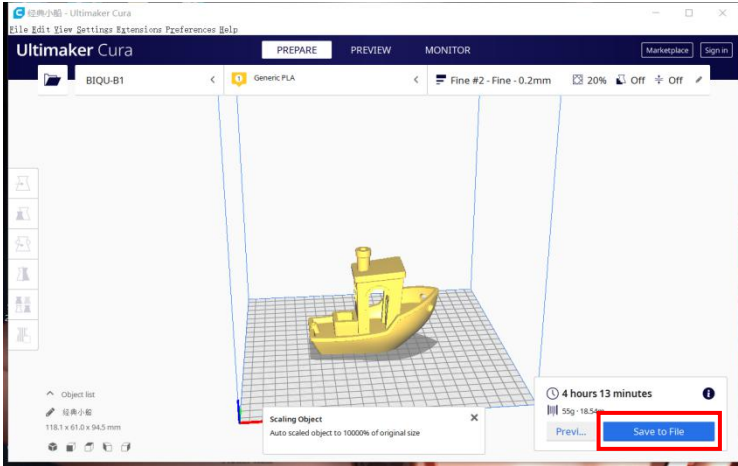 经典小船 - Ultimaker Cura
File Edit View Settings Extensions Preferences Help
Ultimaker Cura
PREPARE
PREVIEW
MONITOR
Marketplace
Sign in
BIQU-B1
1
Generic PLA
Fine #2 - Fine - 0.2mm
20%
Off
Off
Object list
经典小船
118.1 x 61.0 x 94.5 mm
Scaling Object
Auto scaled object to 10000% of original size
4 hours 13 minutes
55g · 18.54m
Previ...
Save to File